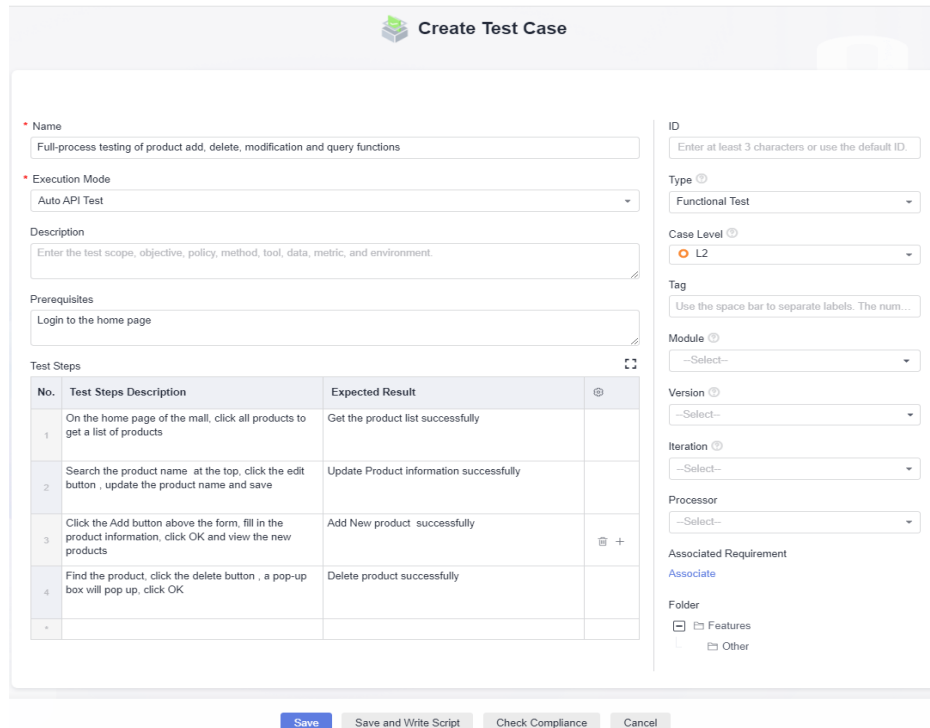 Create Test Case
* Name
Full-process testing of product add, delete, modification and query functions
* Execution Mode
Auto API Test
Description
Enter the test scope, objective, policy, method, tool, data, metric, and environment.
Prerequisites
Login to the home page
Test Steps
No. Test Steps Description Expected Result
1 On the home page of the mall, click all products to Get the product list successfully
get a list of products
2 Search the product name at the top, click the edit Update Product information successfully
button , update the product name and save
3 Click the Add button above the form, fill in the Add New product successfully
product information, click OK and view the new
products
4 Find the product, click the delete button , a pop-up Delete product successfully
box will pop up, click OK
*
ID
Enter at least 3 characters or use the default ID.
Type
Functional Test
Case Level
L2
Tag
Use the space bar to separate labels. The num...
Module
--Select--
Version
--Select--
Iteration
--Select--
Processor
--Select--
Associated Requirement
Associate
Folder
Features
Other
Save Save and Write Script Check Compliance Cancel